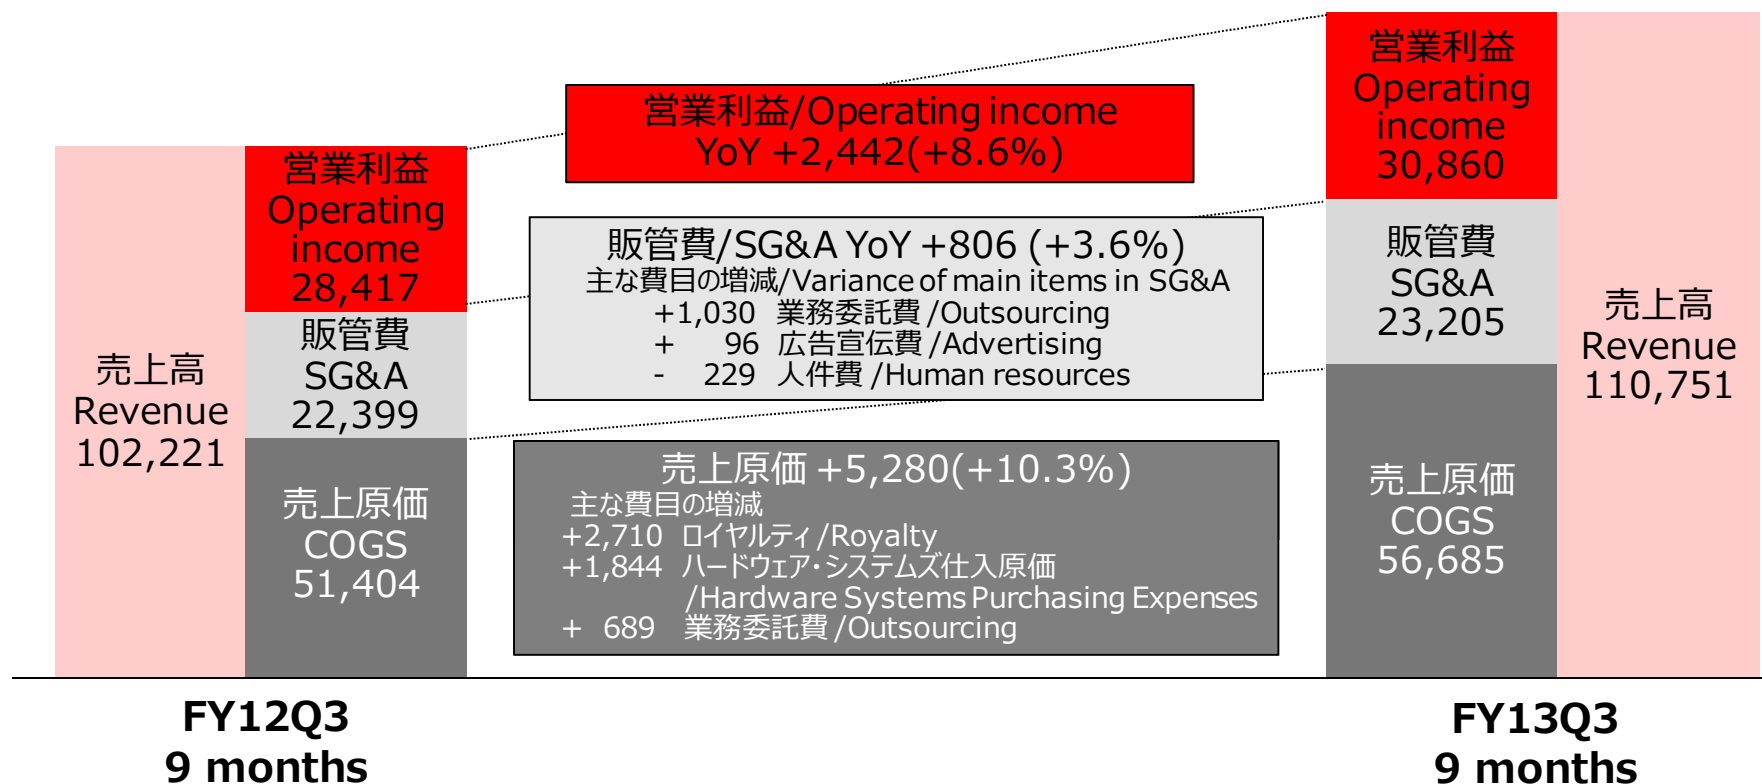 売上高
Revenue
102,221
営業利益
Operating
income
28,417
販管費
SG&A
22,399
売上原価
COGS
51,404
営業利益/Operating income
YoY +2,442(+8.6%)
販管費/SG&A YoY +806 (+3.6%)
主な費目の増減/Variance of main items in SG&A
+1,030 業務委託費 /Outsourcing
+ 96 広告宣伝費 /Advertising
- 229 人件費 /Human resources
売上原価 +5,280(+10.3%)
主な費目の増減
+2,710 ロイヤルティ /Royalty
+1,844 ハードウェア・システムズ仕入原価
/Hardware Systems Purchasing Expenses
+ 689 業務委託費 /Outsourcing
営業利益
Operating
income
30,860
販管費
SG&A
23,205
売上原価
COGS
56,685
売上高
Revenue
110,751
FY12Q3
9 months
FY13Q3
9 months